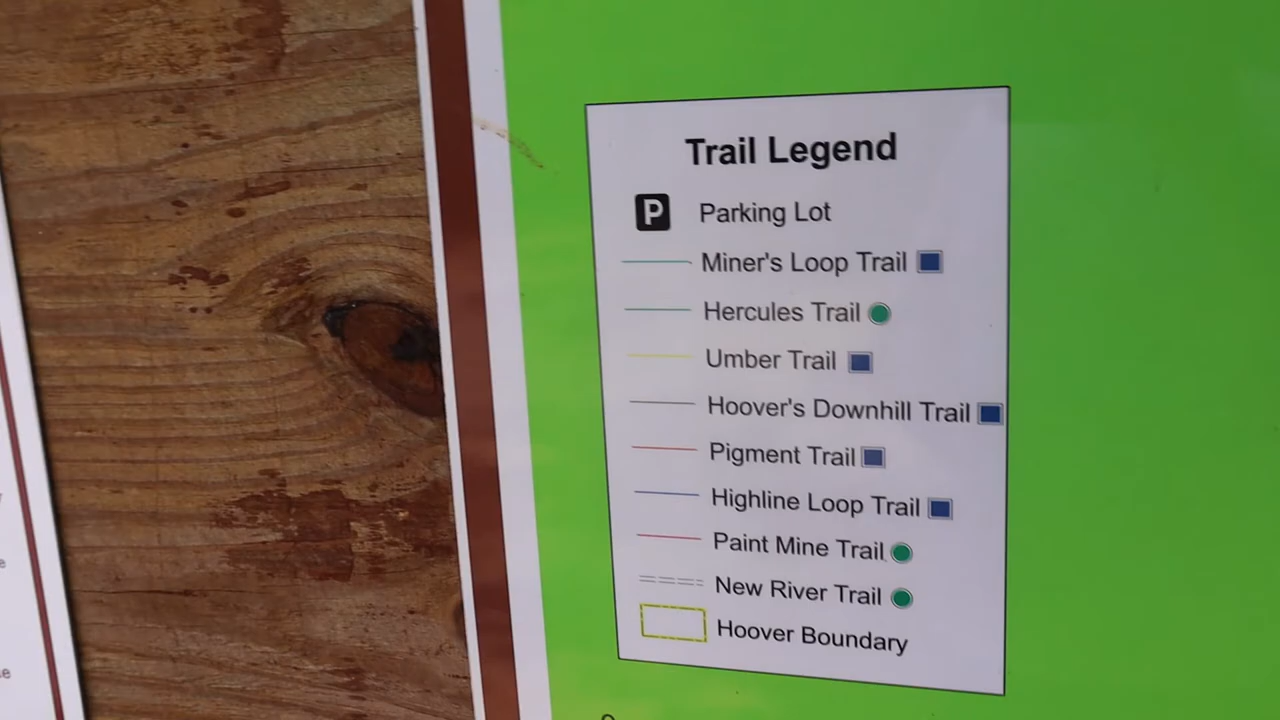 Trail Legend
P Parking Lot
Miner's Loop Trail
Hercules Trail
Umber Trail
Hoover's Downhill Trail
Pigment Trail
Highline Loop Trail
Paint Mine Trail
New River Trail
Hoover Boundary